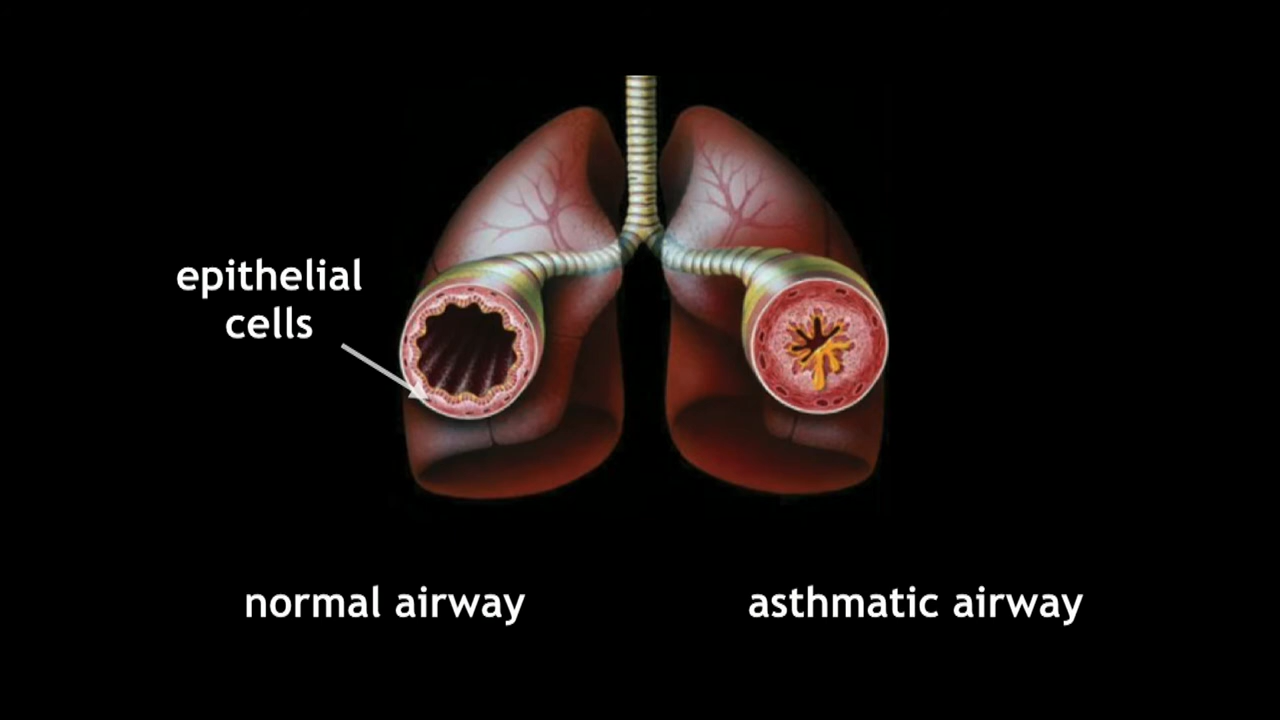 epithelial
cells
normal airway
asthmatic airway